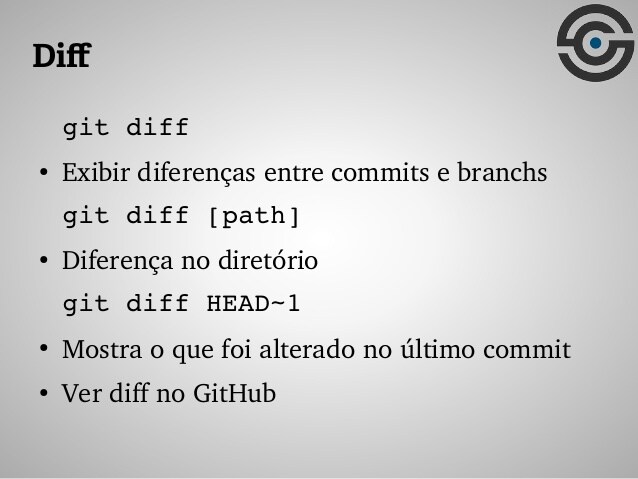 Diff
git diff
• Exibir diferenças entre commits e branchs
git diff [path]
• Diferença no diretório
git diff HEAD~1
• Mostra o que foi alterado no último commit
• Ver diff no GitHub